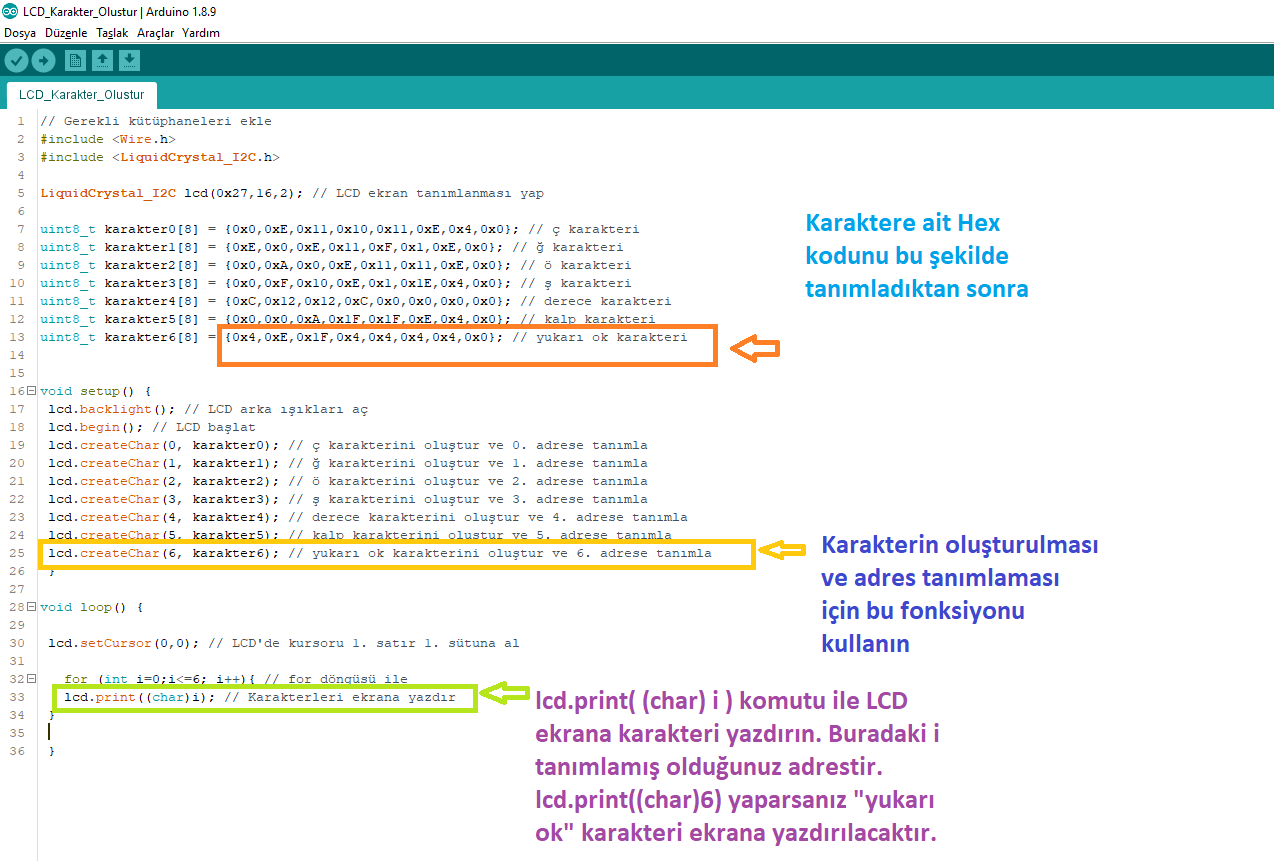 LCD_Karakter_Olustur | Arduino 1.8.9
Dosya Düzenle Taslak Araçlar Yardım
LCD_Karakter_Olustur
1 // Gerekli kütüphaneleri ekle
2 #include <Wire.h>
3 #include <LiquidCrystal_I2C.h>
4
5 LiquidCrystal_I2C lcd(0x27,16,2); // LCD ekran tanımlanması yap
6
7 uint8_t karakter0[8] = {0x0,0xE,0x11,0x10,0x11,0xE,0x4,0x0}; // ç karakteri
8 uint8_t karakter1[8] = {0xE,0x0,0xE,0x11,0xF,0x1,0xE,0x0}; // ğ karakteri
9 uint8_t karakter2[8] = {0x0,0xA,0x0,0xE,0x11,0x11,0xE,0x0}; // ö karakteri
10 uint8_t karakter3[8] = {0x0,0xF,0x10,0xE,0x1,0x1E,0x4,0x0}; // ş karakteri
11 uint8_t karakter4[8] = {0xC,0x12,0x12,0xC,0x0,0x0,0x0,0x0}; // derece karakteri
12 uint8_t karakter5[8] = {0x0,0x0,0xA,0x1F,0x1F,0xE,0x4,0x0}; // kalp karakteri
13 uint8_t karakter6[8] = {0x4,0xE,0x1F,0x4,0x4,0x4,0x4,0x0}; // yukarı ok karakteri
14
15
16 void setup() {
17 lcd.backlight(); // LCD arka ışıkları aç
18 lcd.begin(); // LCD başlat
19 lcd.createChar(0, karakter0); // ç karakterini oluştur ve 0. adrese tanımla
20 lcd.createChar(1, karakter1); // ğ karakterini oluştur ve 1. adrese tanımla
21 lcd.createChar(2, karakter2); // ö karakterini oluştur ve 2. adrese tanımla
22 lcd.createChar(3, karakter3); // ş karakterini oluştur ve 3. adrese tanımla
23 lcd.createChar(4, karakter4); // derece karakterini oluştur ve 4. adrese tanımla
24 lcd.createChar(5, karakter5); // kalp karakterini oluştur ve 5. adrese tanımla
25 lcd.createChar(6, karakter6); // yukarı ok karakterini oluştur ve 6. adrese tanımla
26 }
27
28 void loop() {
29
30 lcd.setCursor(0,0); // LCD'de kursoru 1. satır 1. sütuna al
31
32 for (int i=0;i<=6; i++){ // for döngüsü ile
33 lcd.print((char)i); // Karakterleri ekrana yazdır
34 }
35
36 }
Karaktere ait Hex
kodunu bu şekilde
tanımladıktan sonra
Karakterin oluşturulması
ve adres tanımlaması
için bu fonksiyonu
kullanın
lcd.print( (char) i ) komutu ile LCD
ekrana karakteri yazdırın. Buradaki i
tanımlamış olduğunuz adrestir.
lcd.print((char)6) yaparsanız "yukarı
ok" karakteri ekrana yazdırılacaktır.